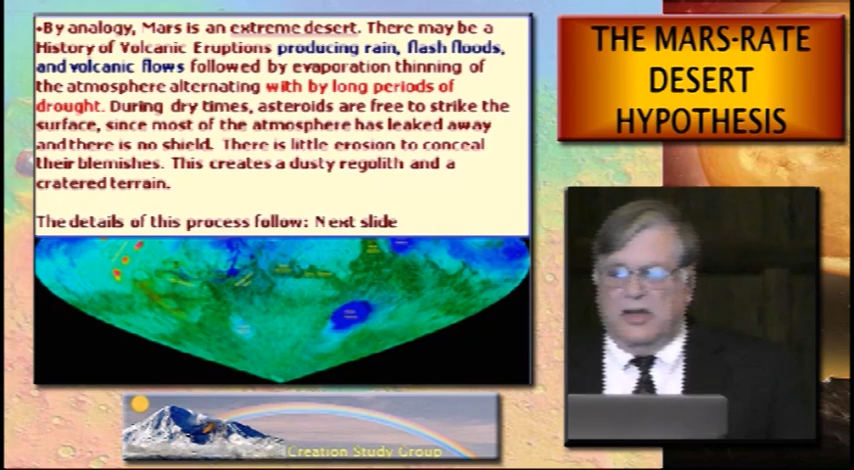 •By analogy, Mars is an extreme desert. There may be a
History of Volcanic Eruptions producing rain, flash floods,
and volcanic flows followed by evaporation thinning of
the atmosphere alternating with by long periods of
drought. During dry times, asteroids are free to strike the
surface, since most of the atmosphere has leaked away
and there is no shield. There is little erosion to conceal
their blemishes. This creates a dusty regolith and a
cratered terrain.
The details of this process follow: Next slide
THE MARS-RATE
DESERT
HYPOTHESIS
Creation Study Group